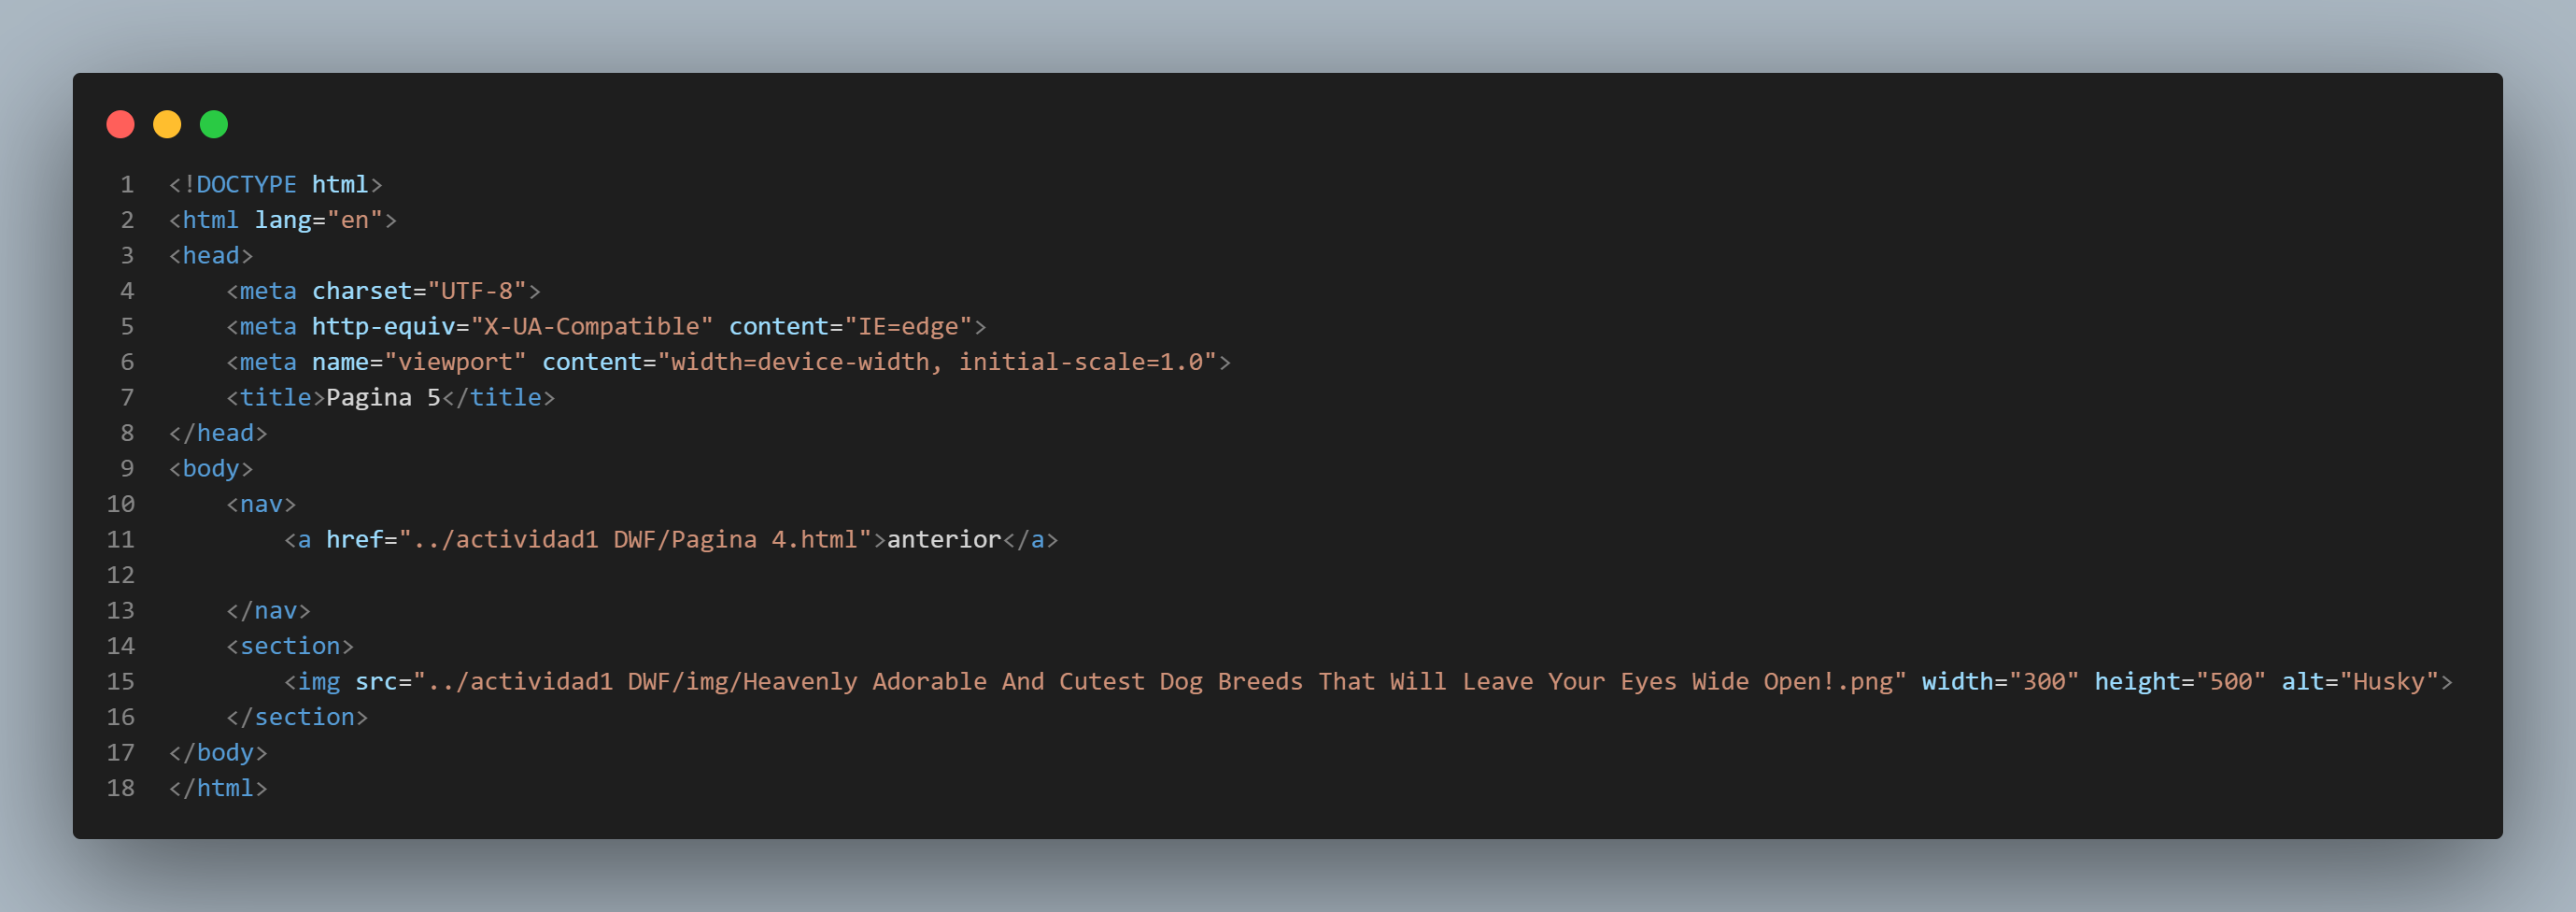 1 <!DOCTYPE html>
2 <html lang="en">
3 <head>
4     <meta charset="UTF-8">
5     <meta http-equiv="X-UA-Compatible" content="IE=edge">
6     <meta name="viewport" content="width=device-width, initial-scale=1.0">
7     <title>Pagina 5</title>
8 </head>
9 <body>
10     <nav>
11         <a href="../actividad1 DWF/Pagina 4.html">anterior</a>
12
13     </nav>
14     <section>
15         <img src="../actividad1 DWF/img/Heavenly Adorable And Cutest Dog Breeds That Will Leave Your Eyes Wide Open!.png" width="300" height="500" alt="Husky">
16     </section>
17 </body>
18 </html>